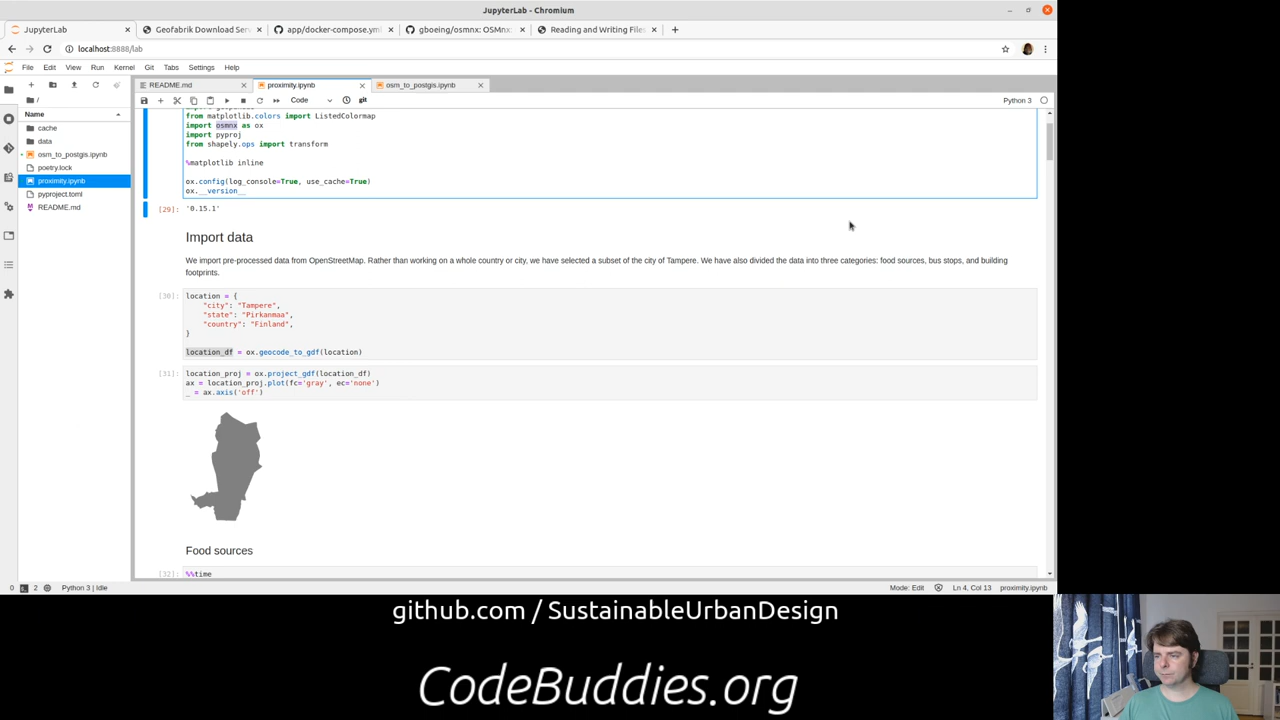 JupyterLab - Chromium
JupyterLab
Geofabrik Download Ser
app/docker-compose.yml
gboeing/osmnx: OSMnx:
Reading and Writing Files
localhost:8888/lab
File Edit View Run Kernel Git Tabs Settings Help
README.md
proximity.ipynb
osm_to_postgis.ipynb
Code
git
Python 3
/
Name
cache
data
osm_to_postgis.ipynb
poetry.lock
proximity.ipynb
pyproject.toml
README.md
from matplotlib.colors import ListedColormap
import osmnx as ox
import pyproj
from shapely.ops import transform
%matplotlib inline
ox.config(log_console=True, use_cache=True)
ox.__version__
[29]: '0.15.1'
Import data
We import pre-processed data from OpenStreetMap. Rather than working on a whole country or city, we have selected a subset of the city of Tampere. We have also divided the data into three categories: food sources, bus stops, and building
footprints.
[30]: location = {
"city": "Tampere",
"state": "Pirkanmaa",
"country": "Finland",
}
location_df = ox.geocode_to_gdf(location)
[31]: location_proj = ox.project_gdf(location_df)
ax = location_proj.plot(fc='gray', ec='none')
_ = ax.axis('off')
Food sources
[32]: %%time
0 2 Python 3 | Idle
Mode: Edit Ln 4, Col 13 proximity.ipynb
github.com / SustainableUrbanDesign
CodeBuddies.org